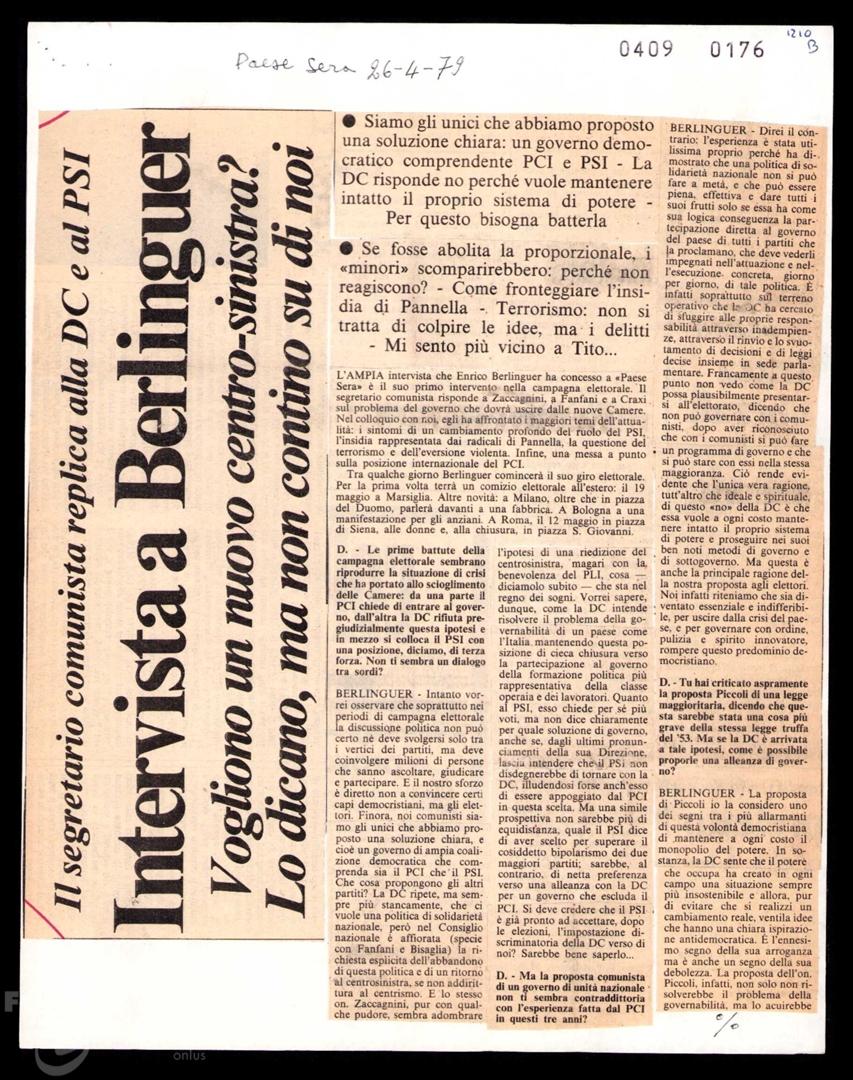 Paese Sera 26-4-79
0409 0176
1210
B
Il segretario comunista replica alla DC e al PSI
Intervista a Berlinguer
Vogliono un nuovo centro-sinistra?
Lo dicano, ma non contino su di noi
● Siamo gli unici che abbiamo proposto
una soluzione chiara: un governo demo-
cratico comprendente PCI e PSI - La
DC risponde no perché vuole mantenere
intatto il proprio sistema di potere -
Per questo bisogna batterla
● Se fosse abolita la proporzionale, i
«minori» scomparirebbero: perché non
reagiscono? - Come fronteggiare l'insi-
dia di Pannella - Terrorismo: non si
tratta di colpire le idee, ma i delitti
- Mi sento più vicino a Tito...
L'AMPIA intervista che Enrico Berlinguer ha concesso a «Paese
Sera» è il suo primo intervento nella campagna elettorale. Il
segretario comunista risponde a Zaccagnini, a Fanfani e a Craxi
sul problema del governo che dovrà uscire dalle nuove Camere.
Nel colloquio con noi, egli ha affrontato i maggiori temi dell'attua-
lità: i sintomi di un cambiamento profondo del ruolo del PSI,
l'insidia rappresentata dai radicali di Pannella, la questione del
terrorismo e dell'eversione violenta. Infine, una messa a punto
sulla posizione internazionale del PCI.
Tra qualche giorno Berlinguer comincerà il suo giro elettorale.
Per la prima volta terrà un comizio elettorale all'estero: il 19
maggio a Marsiglia. Altre novità: a Milano, oltre che in piazza
del Duomo, parlerà davanti a una fabbrica. A Bologna a una
manifestazione per gli anziani. A Roma, il 12 maggio in piazza
di Siena, alle donne e, alla chiusura, in piazza S. Giovanni.
D. - Le prime battute della
campagna elettorale sembrano
riprodurre la situazione di crisi
che ha portato allo scioglimento
delle Camere: da una parte il
PCI chiede di entrare al gover-
no, dall'altra la DC rifiuta pre-
giudizialmente questa ipotesi e
in mezzo si colloca il PSI con
una posizione, diciamo, di terza
forza. Non ti sembra un dialogo
tra sordi?
BERLINGUER - Intanto vor-
rei osservare che soprattutto nei
periodi di campagna elettorale
la discussione politica non può
certo né deve svolgersi solo tra
i vertici dei partiti, ma deve
coinvolgere milioni di persone
che sanno ascoltare, giudicare
e partecipare. E il nostro sforzo
è diretto non a convincere certi
capi democristiani, ma gli elet-
tori. Finora, noi comunisti sia-
mo gli unici che abbiamo pro-
posto una soluzione chiara, e
cioè un governo di ampia coali-
zione democratica che com-
prenda sia il PCI che il PSI.
Che cosa propongono gli altri
partiti? La DC ripete, ma sem-
pre più stancamente, che ci
vuole una politica di solidarietà
nazionale, però nel Consiglio
nazionale è affiorata (specie
con Fanfani e Bisaglia) la ri-
chiesta esplicita dell'abbandono
di questa politica e di un ritorno
al centrosinistra, se non addirit-
tura al centrismo. E lo stesso
on. Zaccagnini, pur con qual-
che pudore, sembra adombrare
l'ipotesi di una riedizione del
centrosinistra, magari con la
benevolenza del PLI, cosa —
diciamolo subito — che sta nel
regno dei sogni. Vorrei sapere,
dunque, come la DC intende
risolvere il problema della go-
vernabilità di un paese come
l'Italia mantenendo questa po-
sizione di cieca chiusura verso
la partecipazione al governo
della formazione politica più
rappresentativa della classe
operaia e dei lavoratori. Quanto
al PSI, esso chiede per sé più
voti, ma non dice chiaramente
per quale soluzione di governo,
anche se, dagli ultimi pronun-
ciamenti della sua Direzione,
lascia intendere che il PSI non
disdegnerebbe di tornare con la
DC, illudendosi forse anch'esso
di essere appoggiato dal PCI
in questa scelta. Ma una simile
prospettiva non sarebbe più di
equidistanza, quale il PSI dice
di aver scelto per superare il
cosiddetto bipolarismo dei due
maggiori partiti; sarebbe, al
contrario, di netta preferenza
verso una alleanza con la DC
per un governo che escluda il
PCI. Si deve credere che il PSI
è già pronto ad accettare, dopo
le elezioni, l'impostazione di-
scriminatoria della DC verso di
noi? Sarebbe bene saperlo...
D. - Ma la proposta comunista
di un governo di unità nazionale
non ti sembra contraddittoria
con l'esperienza fatta dal PCI
in questi tre anni?
BERLINGUER - Direi il con-
trario: l'esperienza è stata uti-
lissima proprio perché ha di-
mostrato che una politica di so-
lidarietà nazionale non si può
fare a metà, e che può essere
piena, effettiva e dare tutti i
suoi frutti solo se essa ha come
sua logica conseguenza la par-
tecipazione diretta al governo
del paese di tutti i partiti che
la proclamano, che deve vederli
impegnati nell'attuazione e nel-
l'esecuzione concreta, giorno
per giorno, di tale politica. È
infatti soprattutto sul terreno
operativo che la DC ha cercato
di sfuggire alle proprie respon-
sabilità attraverso inadempien-
ze, attraverso il rinvio e lo svuo-
tamento di decisioni e di leggi
decise insieme in sede parla-
mentare. Francamente a questo
punto non vedo come la DC
possa plausibilmente presentar-
si all'elettorato, dicendo che
non può governare con i comu-
nisti, dopo aver riconosciuto
che con i comunisti si può fare
un programma di governo e che
si può stare con essi nella stessa
maggioranza. Ciò rende evi-
dente che l'unica vera ragione,
tutt'altro che ideale e spirituale,
di questo «no» della DC è che
essa vuole a ogni costo mante-
nere intatto il proprio sistema
di potere e proseguire nei suoi
ben noti metodi di governo e
di sottogoverno. Ma questa è
anche la principale ragione del-
la nostra proposta agli elettori.
Noi infatti riteniamo che sia di-
ventato essenziale e indifferibi-
le, per uscire dalla crisi del pae-
se, e per governare con ordine,
pulizia e spirito innovatore,
rompere questo predominio de-
mocristiano.
D. - Tu hai criticato aspramente
la proposta Piccoli di una legge
maggioritaria, dicendo che que-
sta sarebbe stata una cosa più
grave della stessa legge truffa
del '53. Ma se la DC è arrivata
a tale ipotesi, come è possibile
proporle una alleanza di gover-
no?
BERLINGUER - La proposta
di Piccoli io la considero uno
dei segni tra i più allarmanti
di questa volontà democristiana
di mantenere a ogni costo il
monopolio del potere. In so-
stanza, la DC sente che il potere
che occupa ha creato in ogni
campo una situazione sempre
più insostenibile e allora, pur
di evitare che si realizzi un
cambiamento reale, ventila idee
che hanno una chiara ispirazio-
ne antidemocratica. È l'ennesi-
mo segno della sua arroganza
ma è anche un segno della sua
debolezza. La proposta dell'on.
Piccoli, infatti, non solo non ri-
solverebbe il problema della
governabilità, ma lo acuirebbe
%
onlus